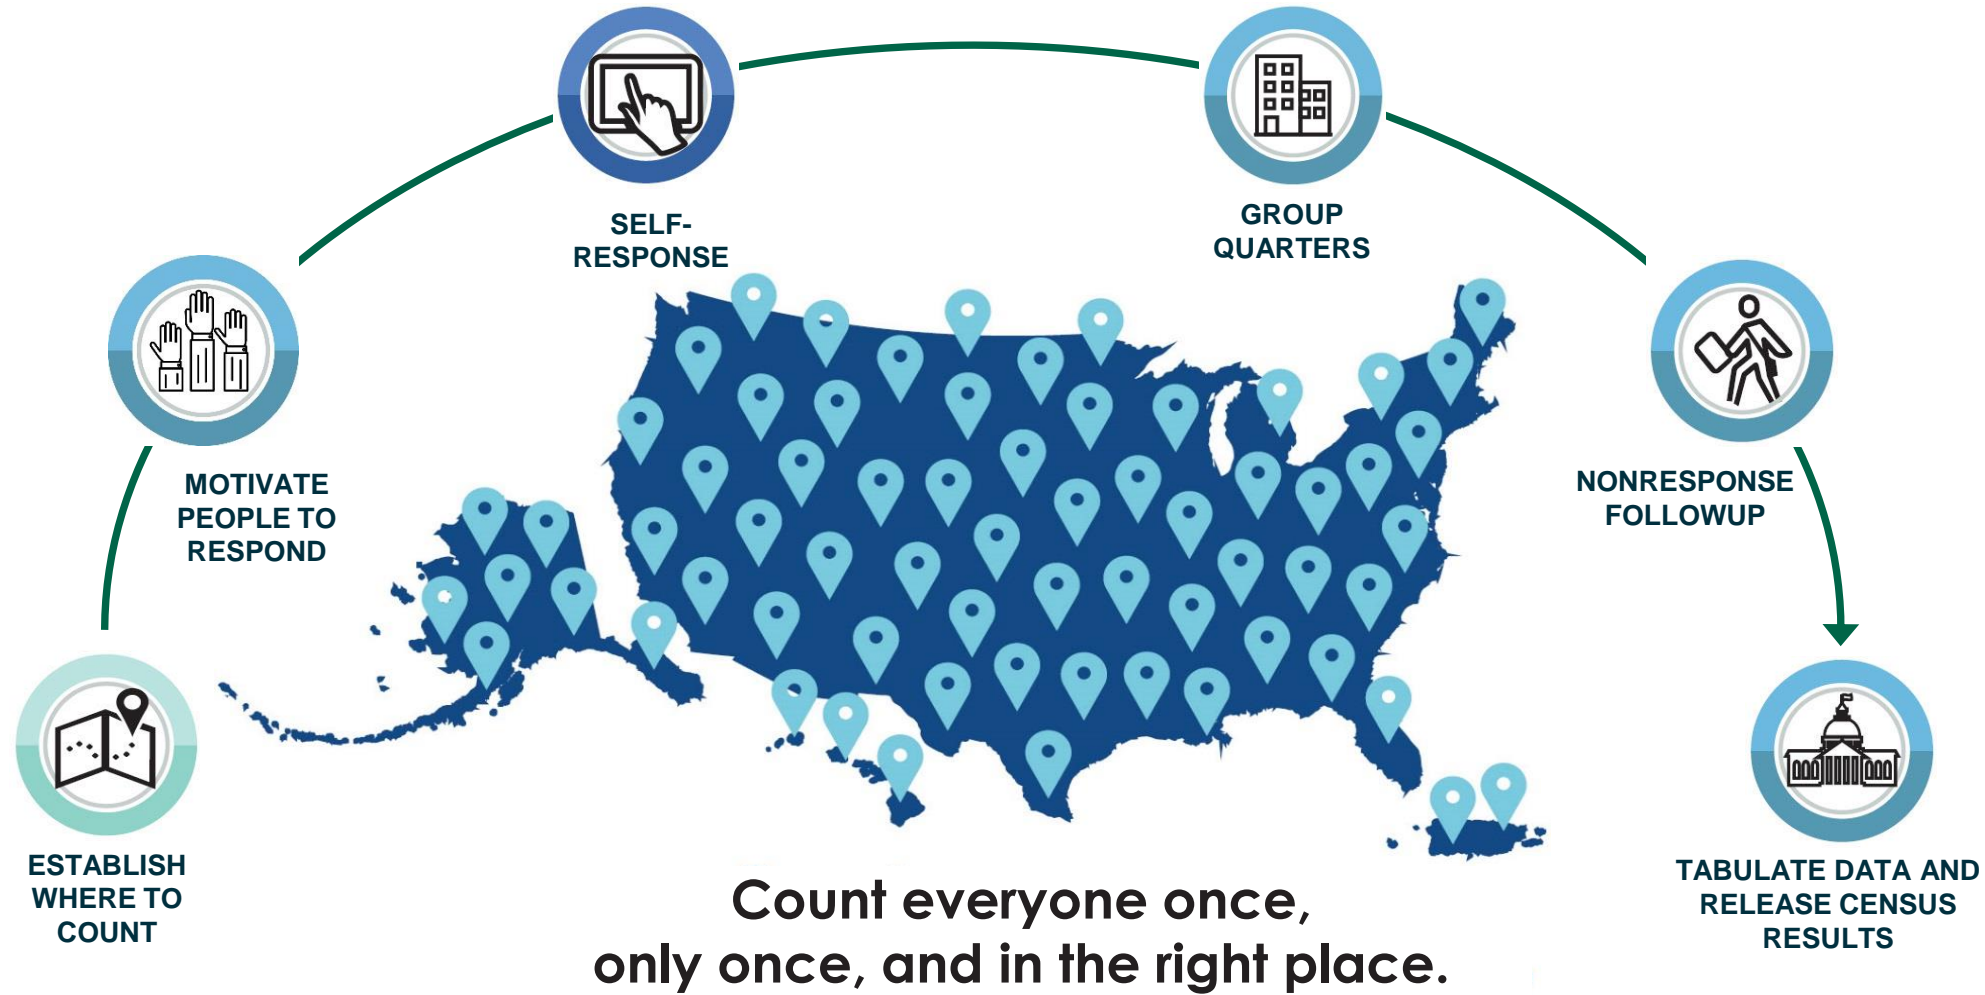 SELF-
RESPONSE
GROUP
QUARTERS
MOTIVATE
PEOPLE TO
RESPOND
NONRESPONSE
FOLLOWUP
ESTABLISH
WHERE TO
COUNT
TABULATE DATA AND
RELEASE CENSUS
RESULTS
Count everyone once,
only once, and in the right place.